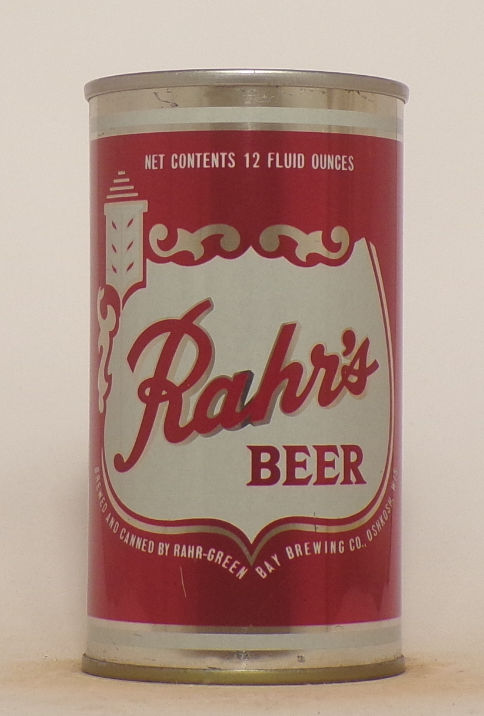 NET CONTENTS 12 FLUID OUNCES
Rahr's
BEER
BREWED AND CANNED BY RAHR-GREEN BAY BREWING CO., OSHKOSH, WIS